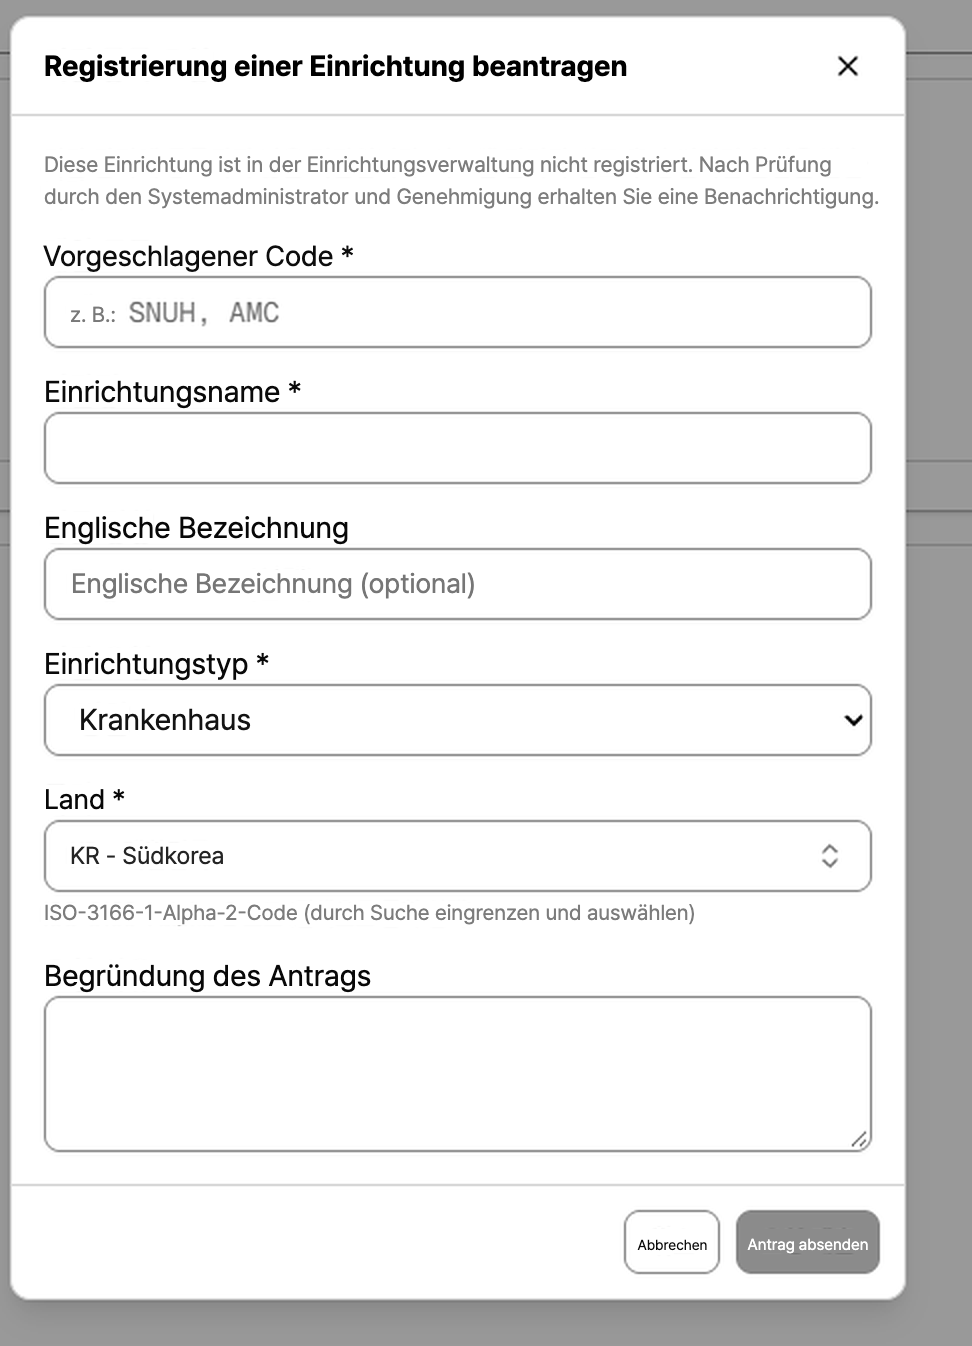 Registrierung einer Einrichtung beantragen
Diese Einrichtung ist in der Einrichtungsverwaltung nicht registriert. Nach Prüfung
durch den Systemadministrator und Genehmigung erhalten Sie eine Benachrichtigung.
Vorgeschlagener Code *
z. B.: SNUH, AMC
Einrichtungsname *
Englische Bezeichnung
Englische Bezeichnung (optional)
Einrichtungstyp *
Krankenhaus
Land *
KR - Südkorea
ISO-3166-1-Alpha-2-Code (durch Suche eingrenzen und auswählen)
Begründung des Antrags
Abbrechen
Antrag absenden